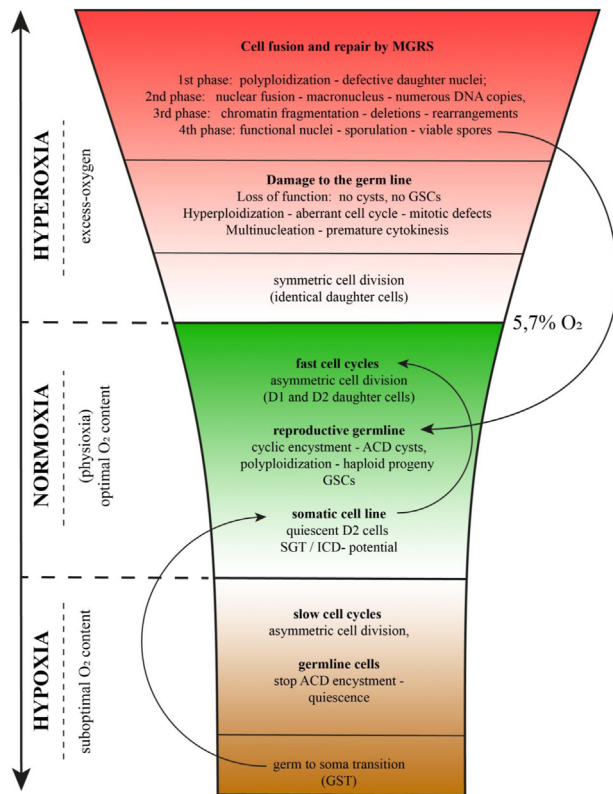 Cell fusion and repair by MGRS
1st phase: polyploidization - defective daughter nuclei;
2nd phase: nuclear fusion - macronucleus - numerous DNA copies,
3rd phase: chromatin fragmentation - deletions - rearrangements
4th phase: functional nuclei - sporulation - viable spores
Damage to the germ line
Loss of function: no cysts, no GSCs
Hyperploidization - aberrant cell cycle - mitotic defects
Multinucleation - premature cytokinesis
symmetric cell division
(identical daughter cells)
HYPEROXIA
excess-oxygen
5,7% O₂
fast cell cycles
asymmetric cell division
(D1 and D2 daughter cells)
reproductive germline
cyclic encystment - ACD cysts,
polyploidization - haploid progeny
GSCs
somatic cell line
quiescent D2 cells
SGT / ICD- potential
NORMOXIA
(physioxia)
optimal O₂ content
slow cell cycles
asymmetric cell division,
germline cells
stop ACD encystment -
quiescence
germ to soma transition
(GST)
HYPOXIA
suboptimal O₂ content